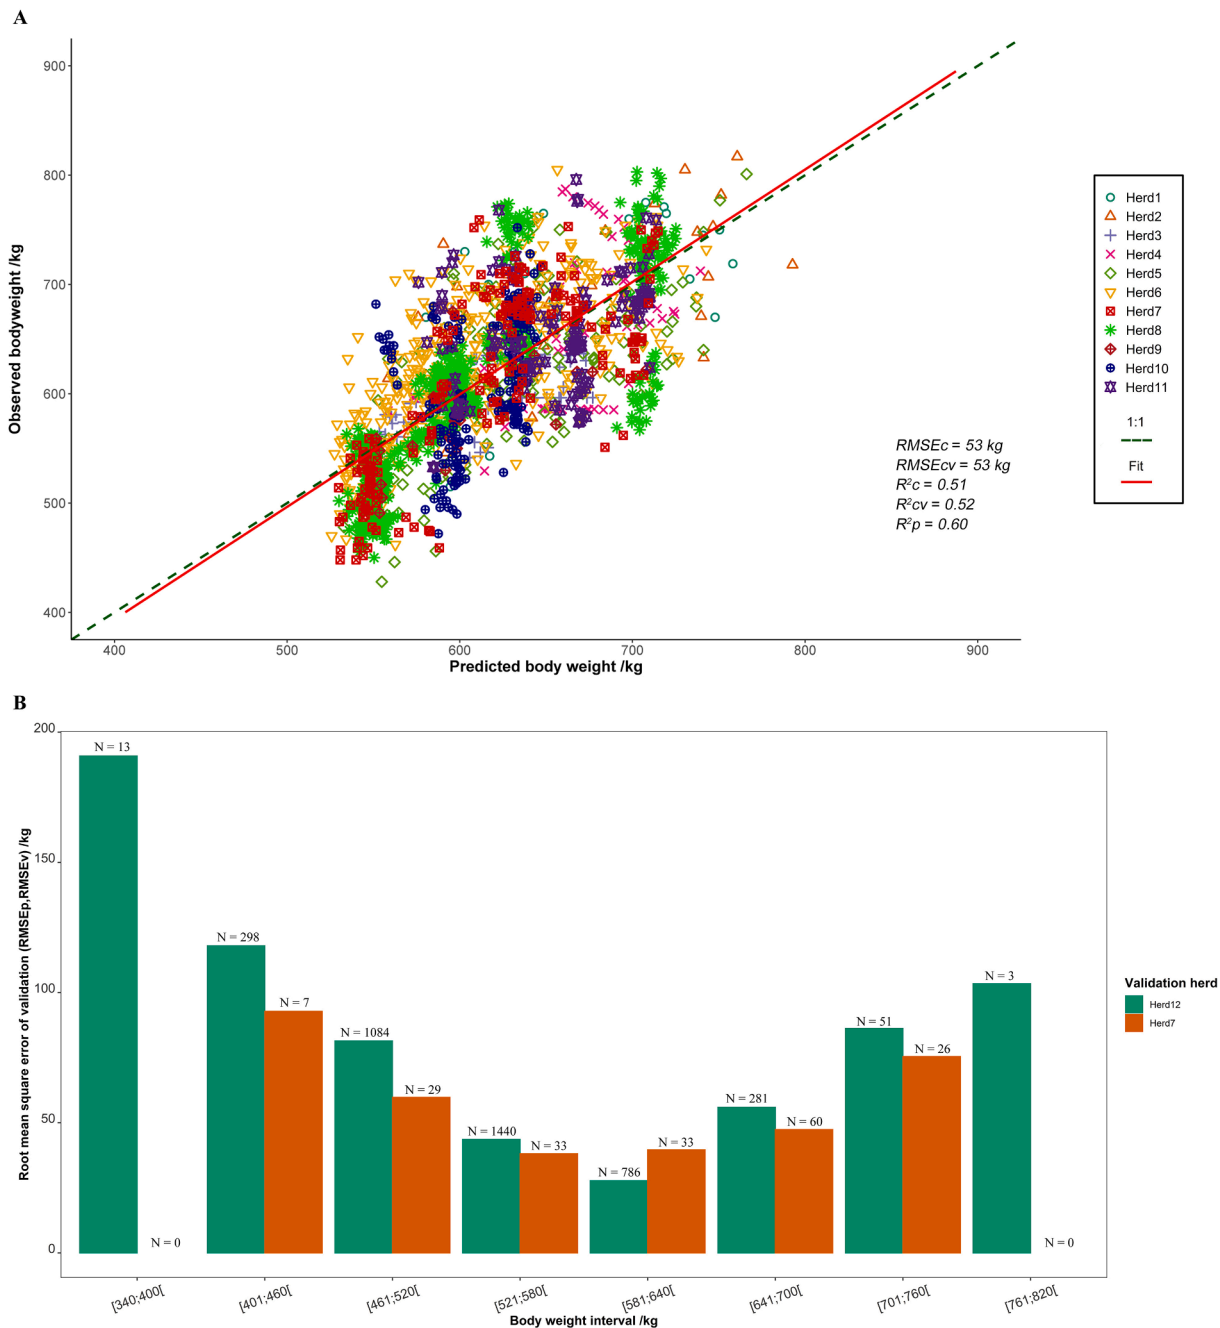 A
Observed bodyweight /kg
900
800
700
600
500
400
400
500
600
700
800
900
Predicted body weight /kg
RMSEc = 53 kg
RMSEcv = 53 kg
R²c = 0.51
R²cv = 0.52
R²p = 0.60
Herd1
Herd2
Herd3
Herd4
Herd5
Herd6
Herd7
Herd8
Herd9
Herd10
Herd11
1:1
Fit
B
Root mean square error of validation (RMSEp,RMSEv) /kg
200
150
100
50
0
N = 13
N = 0
N = 298
N = 7
N = 1084
N = 29
N = 1440
N = 33
N = 786
N = 33
N = 281
N = 60
N = 51
N = 26
N = 3
N = 0
[340;400[
[401;460[
[461;520[
[521;580[
[581;640[
[641;700[
[701;760[
[761;820[
Body weight interval /kg
Validation herd
Herd12
Herd7